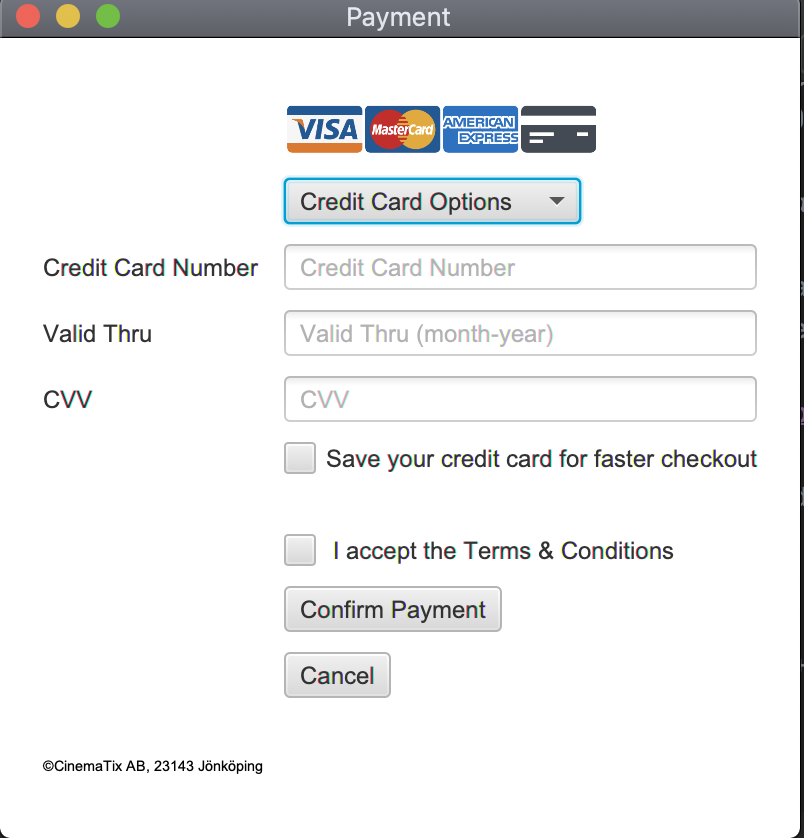 Payment
VISA MasterCard AMERICAN EXPRESS
Credit Card Options
Credit Card Number Credit Card Number
Valid Thru Valid Thru (month-year)
CVV CVV
Save your credit card for faster checkout
I accept the Terms & Conditions
Confirm Payment
Cancel
©CinemaTix AB, 23143 Jönköping